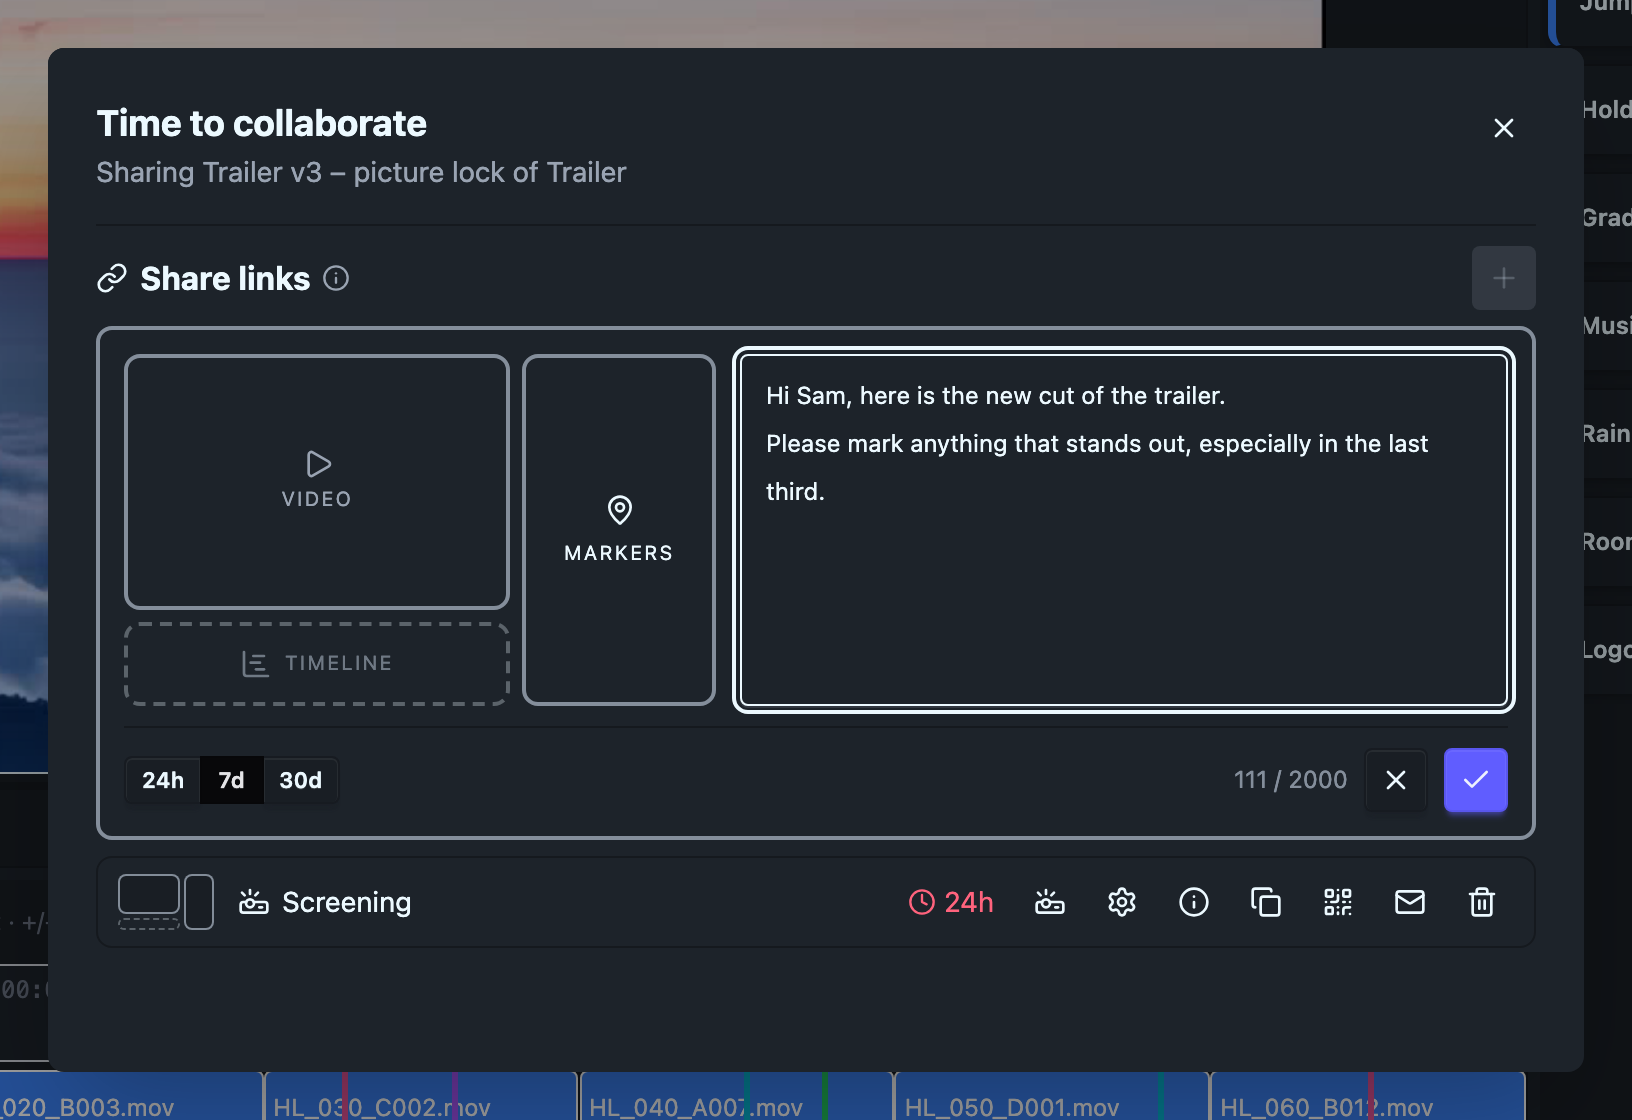 Time to collaborate
Sharing Trailer v3 – picture lock of Trailer
Share links
VIDEO
MARKERS
TIMELINE
Hi Sam, here is the new cut of the trailer.
Please mark anything that stands out, especially in the last
third.
24h 7d 30d
111 / 2000
Screening
24h
Hold
Grad
Musi
Rain
Logo
020_B003.mov
HL_030_C002.mov
HL_040_A007.mov
HL_050_D001.mov
HL_060_B012.mov